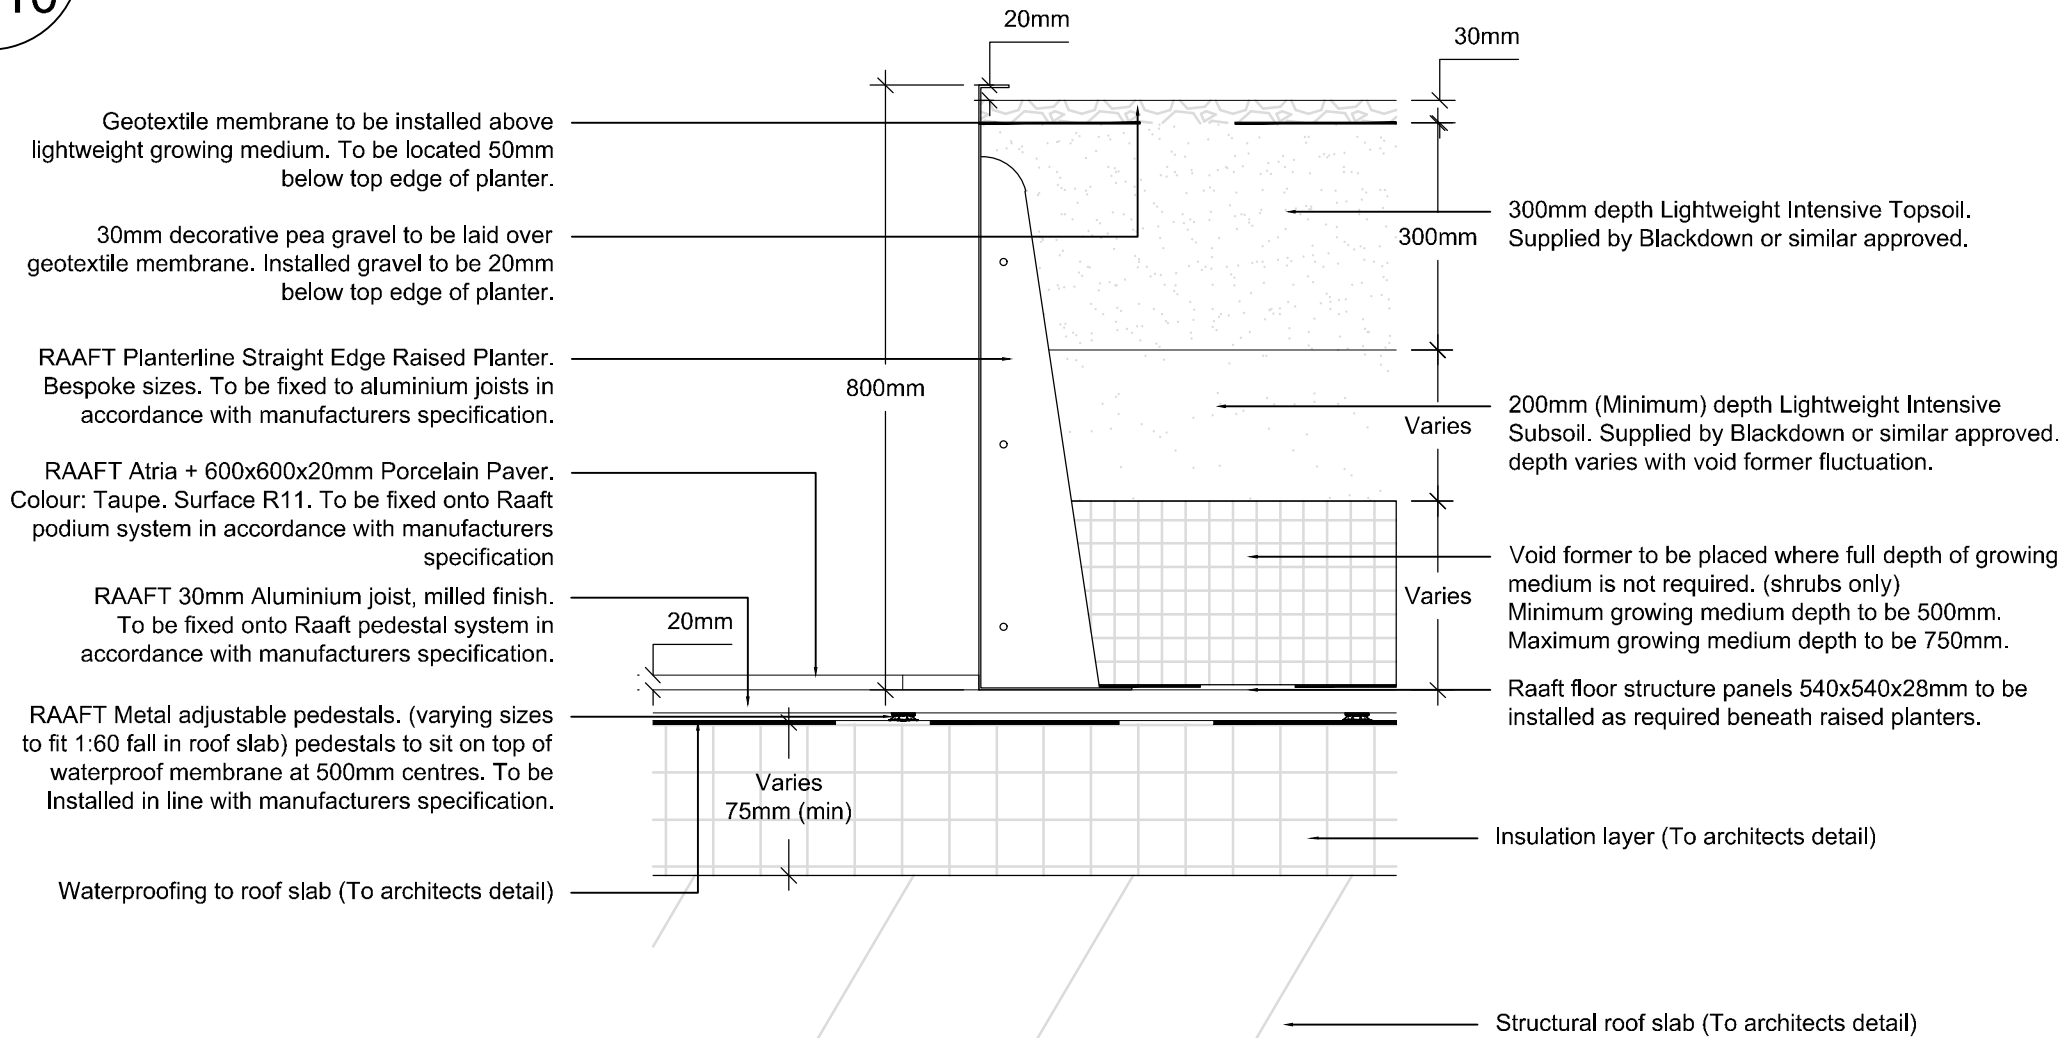 10
20mm
30mm
Geotextile membrane to be installed above
lightweight growing medium. To be located 50mm
below top edge of planter.
30mm decorative pea gravel to be laid over
geotextile membrane. Installed gravel to be 20mm
below top edge of planter.
RAAFT Planterline Straight Edge Raised Planter.
Bespoke sizes. To be fixed to aluminium joists in
accordance with manufacturers specification.
RAAFT Atria + 600x600x20mm Porcelain Paver.
Colour: Taupe. Surface R11. To be fixed onto Raaft
podium system in accordance with manufacturers
specification
RAAFT 30mm Aluminium joist, milled finish.
To be fixed onto Raaft pedestal system in
accordance with manufacturers specification.
RAAFT Metal adjustable pedestals. (varying sizes
to fit 1:60 fall in roof slab) pedestals to sit on top of
waterproof membrane at 500mm centres. To be
Installed in line with manufacturers specification.
Waterproofing to roof slab (To architects detail)
800mm
20mm
Varies
75mm (min)
300mm
Varies
Varies
300mm depth Lightweight Intensive Topsoil.
Supplied by Blackdown or similar approved.
200mm (Minimum) depth Lightweight Intensive
Subsoil. Supplied by Blackdown or similar approved.
depth varies with void former fluctuation.
Void former to be placed where full depth of growing
medium is not required. (shrubs only)
Minimum growing medium depth to be 500mm.
Maximum growing medium depth to be 750mm.
Raaft floor structure panels 540x540x28mm to be
installed as required beneath raised planters.
Insulation layer (To architects detail)
Structural roof slab (To architects detail)